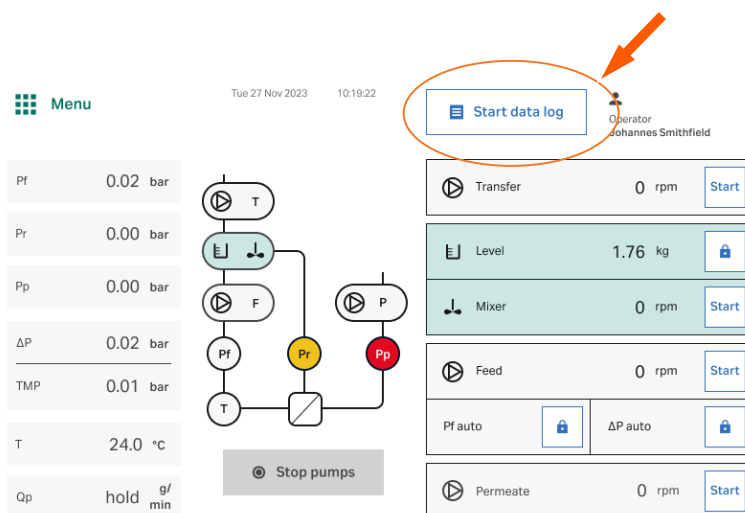 Tue 27 Nov 2023 10:19:22
Menu
Start data log
Operator
Johannes Smithfield
Pf 0.02 bar
Pr 0.00 bar
Pp 0.00 bar
ΔP 0.02 bar
TMP 0.01 bar
T 24.0 °C
Qp hold g/
min
T
F
P
Pf
Pr
Pp
T
Stop pumps
Transfer 0 rpm Start
Level 1.76 kg
Mixer 0 rpm Start
Feed 0 rpm Start
Pf auto
ΔP auto
Permeate 0 rpm Start